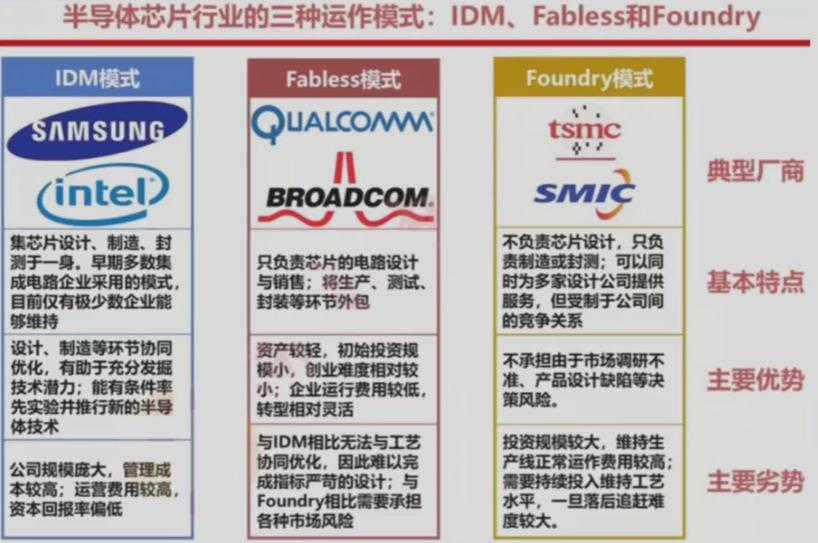 半导体芯片行业的三种运作模式：IDM、Fabless和Foundry
IDM模式
SAMSUNG
intel
集芯片设计、制造、封
测于一身。早期多数集
成电路企业采用的模式，
目前仅有极少数企业能
够维持
设计、制造等环节协同
优化，有助于充分发掘
技术潜力；能有条件率
先实验并推行新的半导
体技术
公司规模庞大，管理成
本较高；运营费用较高，
资本回报率偏低
Fabless模式
QUALCOMM
BROADCOM
只负责芯片的电路设计
与销售；将生产、测试、
封装等环节外包
资产较轻，初始投资规
模小，创业难度相对较
小；企业运行费用较低，
转型相对灵活
与IDM相比无法与工艺
协同优化，因此难以完
成指标严苛的设计；与
Foundry相比需要承担
各种市场风险
Foundry模式
tsmc
SMIC
不负责芯片设计，只负
责制造或封测；可以同
时为多家设计公司提供
服务，但受制于公司间
的竞争关系
不承担由于市场调研不
准、产品设计缺陷等决
策风险。
投资规模较大，维持生
产线正常运作费用较高；
需要持续投入维持工艺
水平，一旦落后追赶难
度较大。
典型厂商
基本特点
主要优势
主要劣势